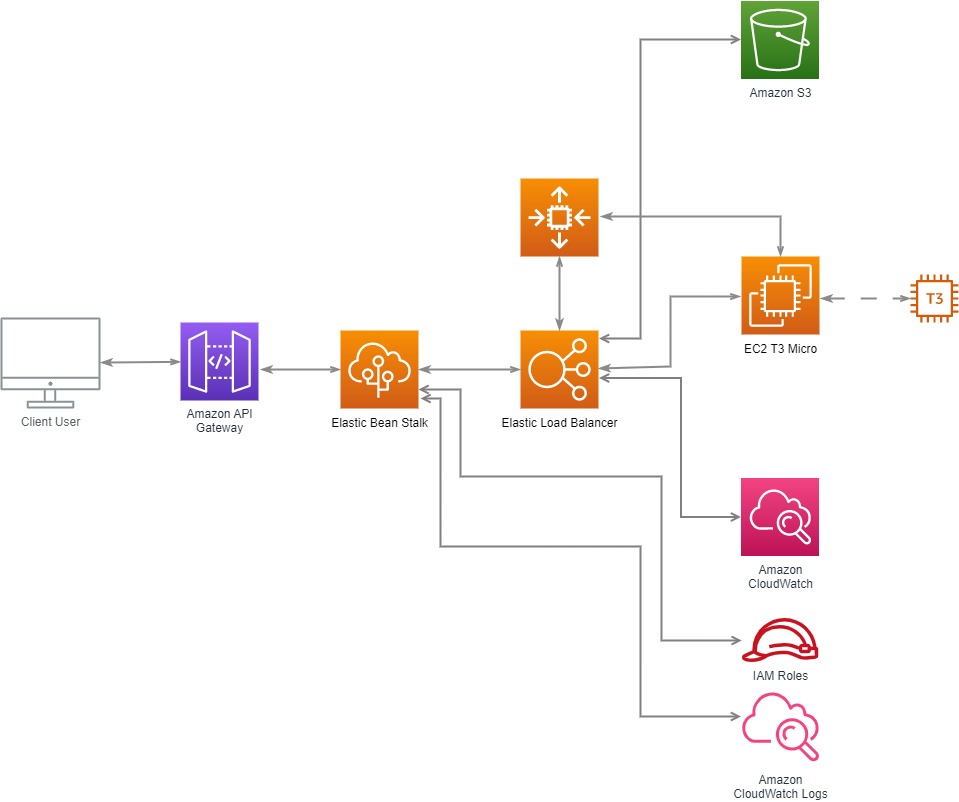 Amazon S3
T3
EC2 T3 Micro
</>
Client User
Amazon API
Gateway
Elastic Bean Stalk
Elastic Load Balancer
Amazon
CloudWatch
IAM Roles
Amazon
CloudWatch Logs